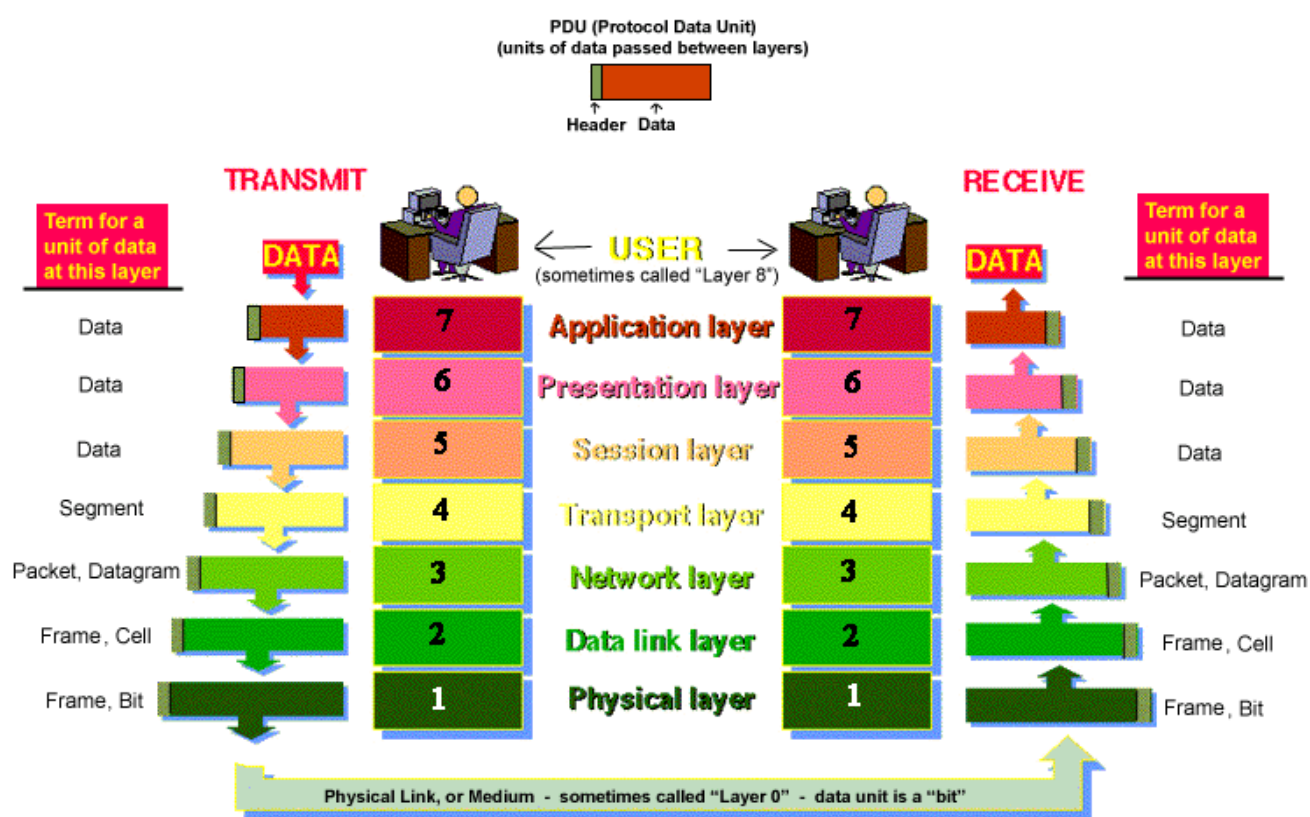 PDU (Protocol Data Unit)
(units of data passed between layers)
Header Data
TRANSMIT
RECEIVE
Term for a
unit of data
at this layer
DATA
USER
(sometimes called “Layer 8”)
DATA
Term for a
unit of data
at this layer
Data
7
Application layer
7
Data
Data
6
Presentation layer
6
Data
Data
5
Session layer
5
Data
Segment
4
Transport layer
4
Segment
Packet, Datagram
3
Network layer
3
Packet, Datagram
Frame, Cell
2
Data link layer
2
Frame, Cell
Frame, Bit
1
Physical layer
1
Frame, Bit
Physical Link, or Medium - sometimes called “Layer 0” - data unit is a “bit”